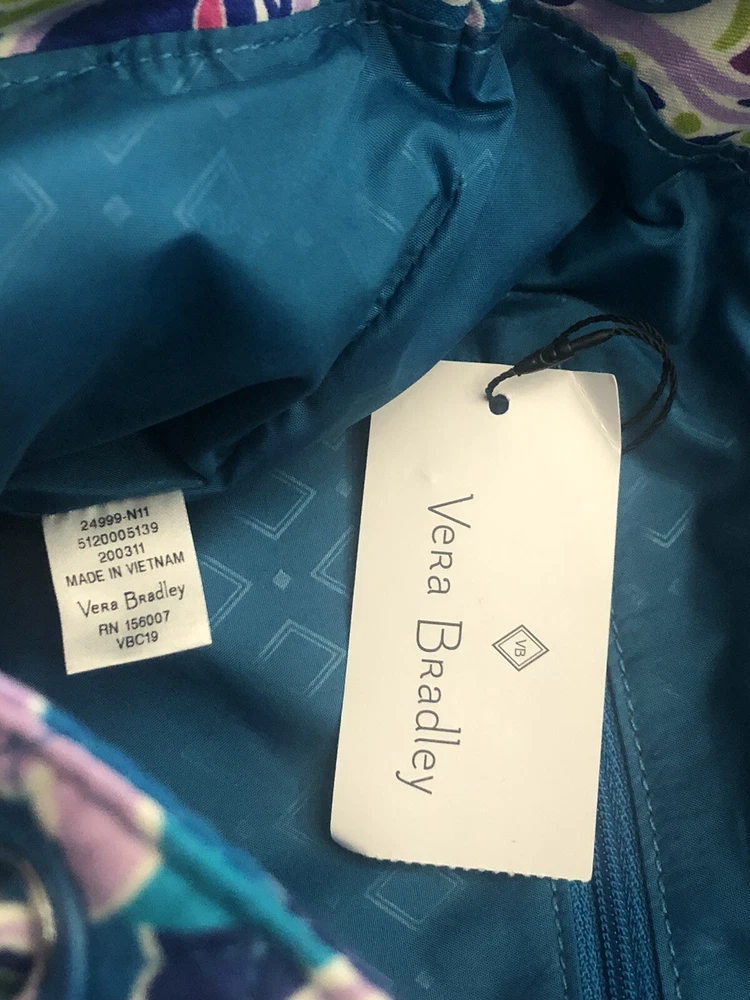 24999-N11
5120005139
200311
MADE IN VIETNAM
Vera Bradley
RN 156007
VBC19
Vera Bradley
VB